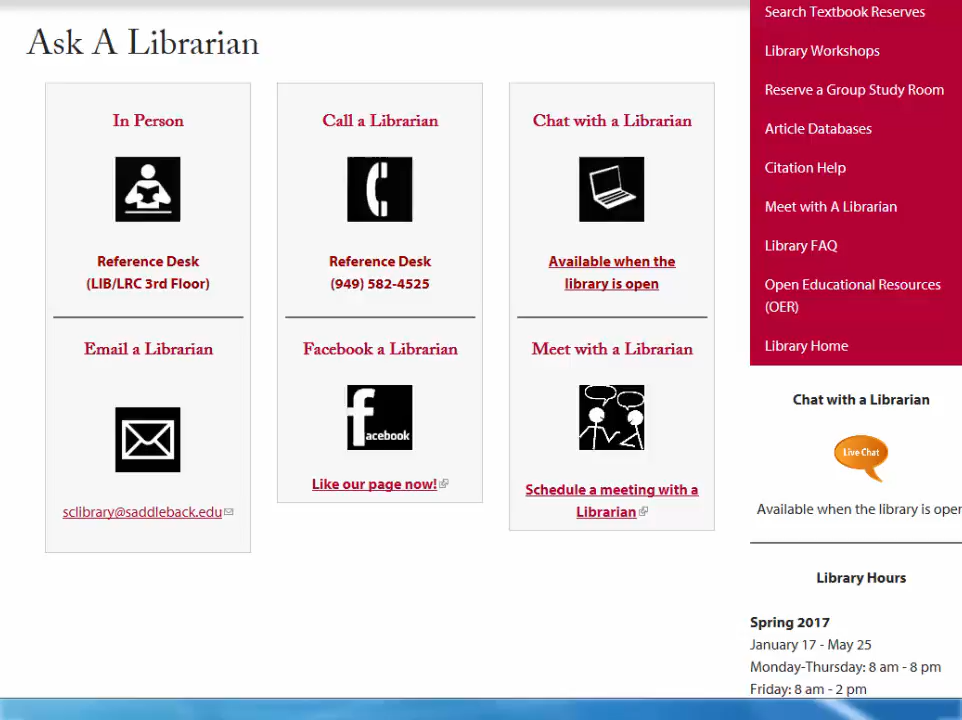 Ask A Librarian
In Person
Reference Desk
(LIB/LRC 3rd Floor)
Email a Librarian
sclibrary@saddleback.edu
Call a Librarian
Reference Desk
(949) 582-4525
Facebook a Librarian
facebook
Like our page now!
Chat with a Librarian
Available when the
library is open
Meet with a Librarian
Schedule a meeting with a
Librarian
Search Textbook Reserves
Library Workshops
Reserve a Group Study Room
Article Databases
Citation Help
Meet with A Librarian
Library FAQ
Open Educational Resources
(OER)
Library Home
Chat with a Librarian
Live Chat
Available when the library is oper
Library Hours
Spring 2017
January 17 - May 25
Monday-Thursday: 8 am - 8 pm
Friday: 8 am - 2 pm